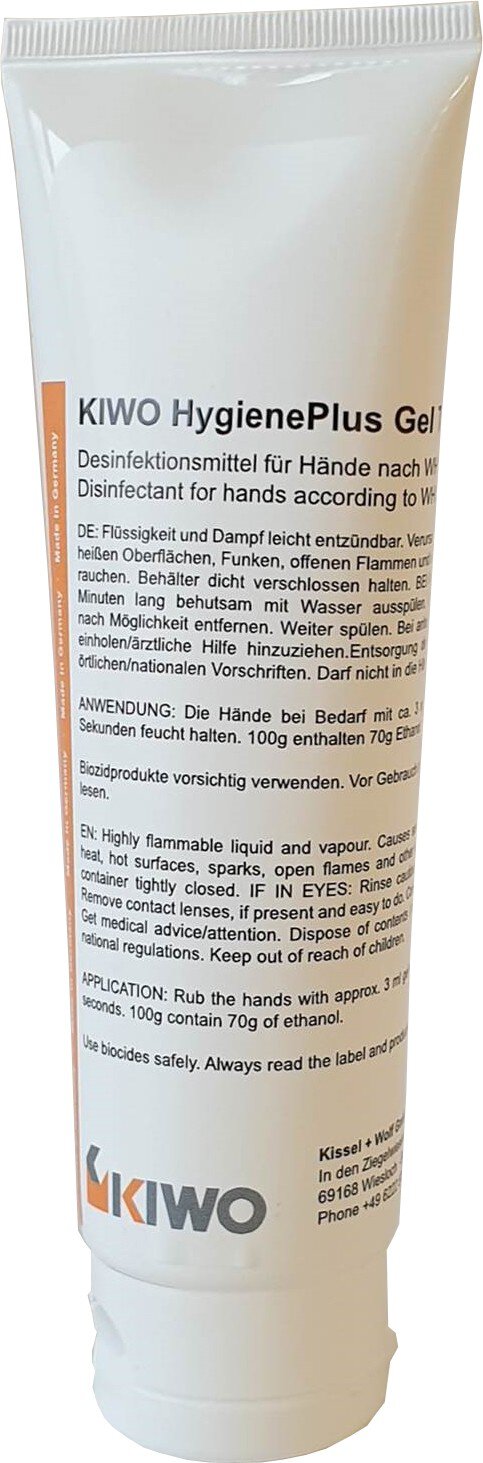 KIWO HygienePlus Gel
Desinfektionsmittel für Hände nach
Disinfectant for hands according to
DE: Flüssigkeit und Dampf leicht entzündbar.
heißen Oberflächen, Funken, offenen Flammen und
rauchen. Behälter dicht verschlossen halten.
Minuten lang behutsam mit Wasser ausspülen.
nach Möglichkeit entfernen. Weiter spülen. Bei
einholen/ärztliche Hilfe hinzuziehen.Entsorgung
örtlichen/nationalen Vorschriften. Darf nicht in die
ANWENDUNG: Die Hände bei Bedarf mit ca. 3
Sekunden feucht halten. 100g enthalten 70g Ethanol
Biozidprodukte vorsichtig verwenden. Vor Gebrauch
lesen.
EN: Highly flammable liquid and vapour. Causes
heat, hot surfaces, sparks, open flames and other
container tightly closed. IF IN EYES: Rinse
Remove contact lenses, if present and easy to do.
Get medical advice/attention. Dispose of contents
national regulations. Keep out of reach of children.
APPLICATION: Rub the hands with approx. 3 ml
seconds. 100g contain 70g of ethanol.
Use biocides safely. Always read the label and
KIWO
Kissel + Wolf
In den
69168 Wiesloch
Phone +49
Made in Germany · Made in Germany · Made in Germany